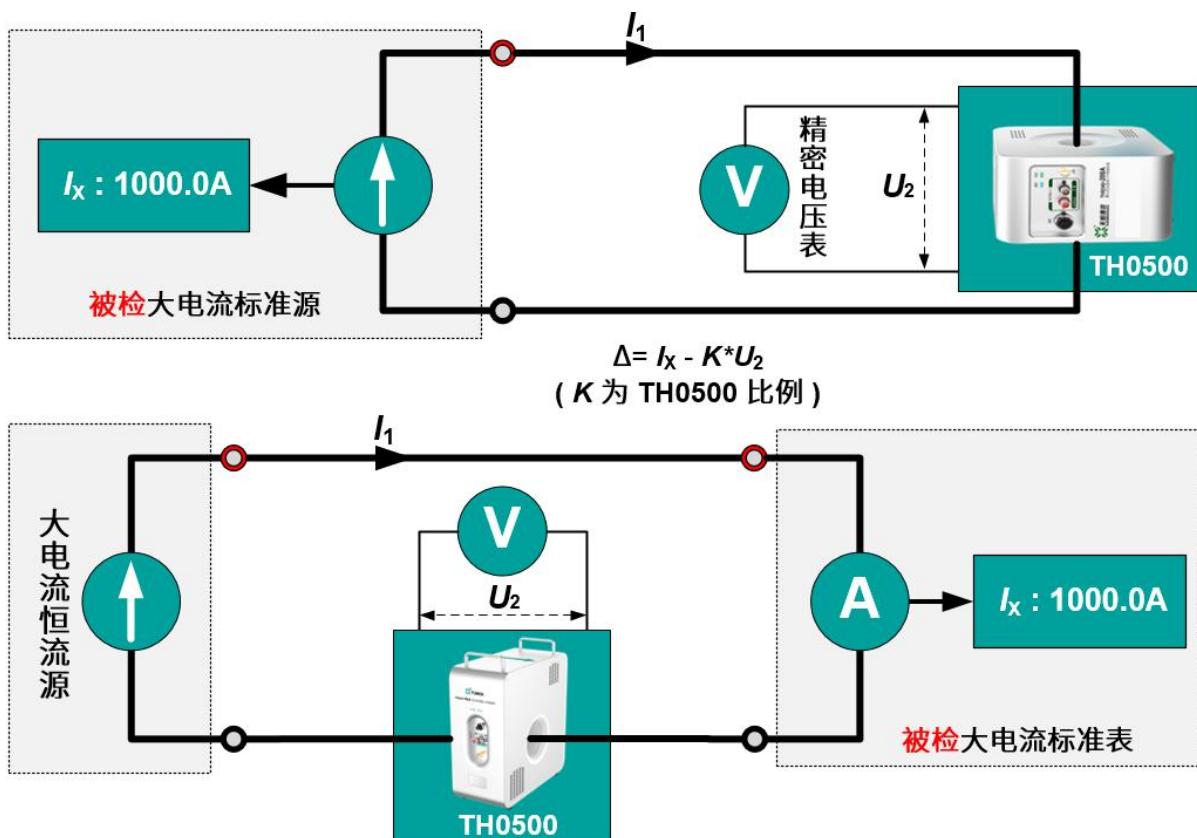 I₁
Iₓ : 1000.0A
被检大电流标准源
V
精密电压表
U₂
TH0500
Δ= Iₓ - K*U₂
( K 为 TH0500 比例 )
I₁
大电流恒流源
V
U₂
TH0500
A
Iₓ : 1000.0A
被检大电流标准表